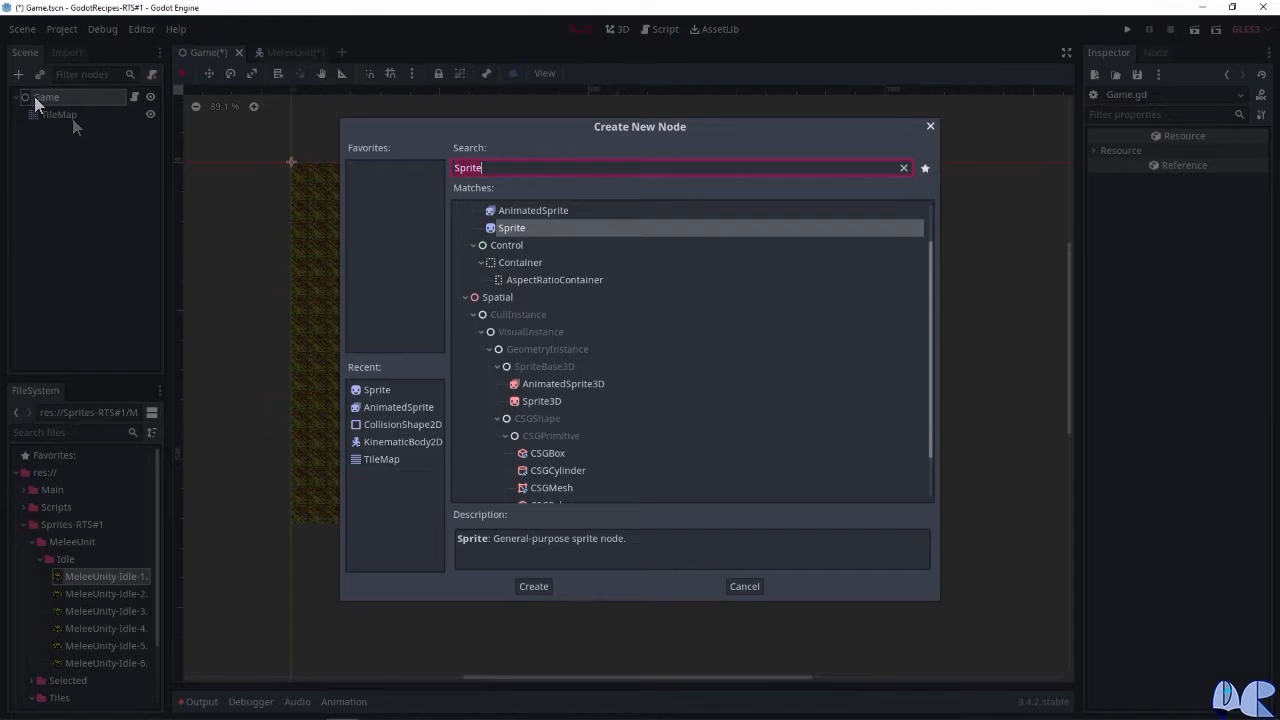 (*) Game.tscn - GodotRecipes-RTS#1 - Godot Engine
Scene Project Debug Editor Help
3D Script AssetLib
GLES3
Scene Import
Game(*) MeleeUnit(*)
Inspector Node
Filter nodes
View
Game
TileMap
89.1 %
Game.gd
Filter properties
Resource
Resource
Reference
Create New Node
Favorites:
Search:
Sprite
Matches:
AnimatedSprite
Sprite
Control
Container
AspectRatioContainer
Spatial
CullInstance
VisualInstance
GeometryInstance
SpriteBase3D
AnimatedSprite3D
Sprite3D
CSGShape
CSGPrimitive
CSGBox
CSGCylinder
CSGMesh
Recent:
Sprite
AnimatedSprite
CollisionShape2D
KinematicBody2D
TileMap
Description:
Sprite: General-purpose sprite node.
Create Cancel
FileSystem
res://Sprites-RTS#1/M
Search files
Favorites:
res://
Main
Scripts
Sprites-RTS#1
MeleeUnit
Idle
MeleeUnity-Idle-1.
MeleeUnity-Idle-2.
MeleeUnity-Idle-3.
MeleeUnity-Idle-4.
MeleeUnity-Idle-5.
MeleeUnity-Idle-6.
Selected
Tiles
Output Debugger Audio Animation
3.4.2.stable